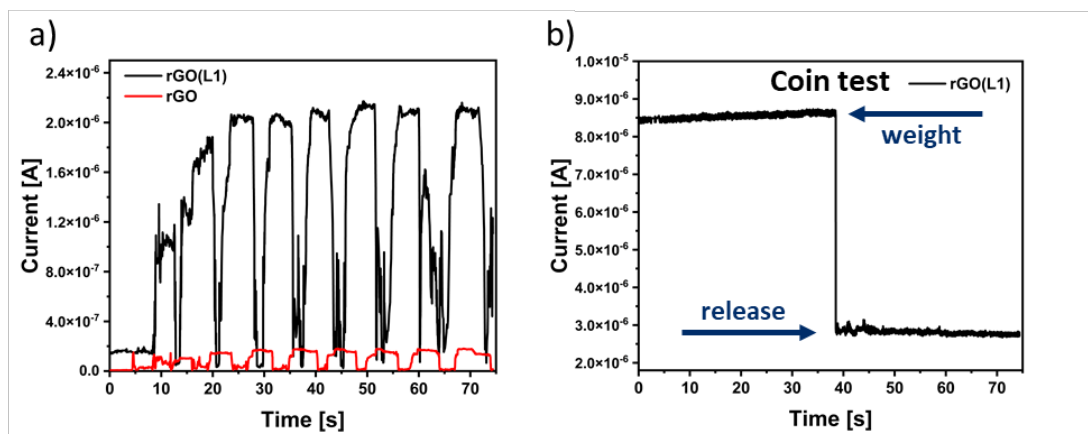 a)
rGO(L1)
rGO
2.4×10⁻⁶
2.0×10⁻⁶
1.6×10⁻⁶
1.2×10⁻⁶
8.0×10⁻⁷
4.0×10⁻⁷
0.0
Current [A]
0 10 20 30 40 50 60 70
Time [s]
b)
Coin test
rGO(L1)
weight
release
1.0×10⁻⁵
9.0×10⁻⁶
8.0×10⁻⁶
7.0×10⁻⁶
6.0×10⁻⁶
5.0×10⁻⁶
4.0×10⁻⁶
3.0×10⁻⁶
2.0×10⁻⁶
Current [A]
0 10 20 30 40 50 60 70
Time [s]